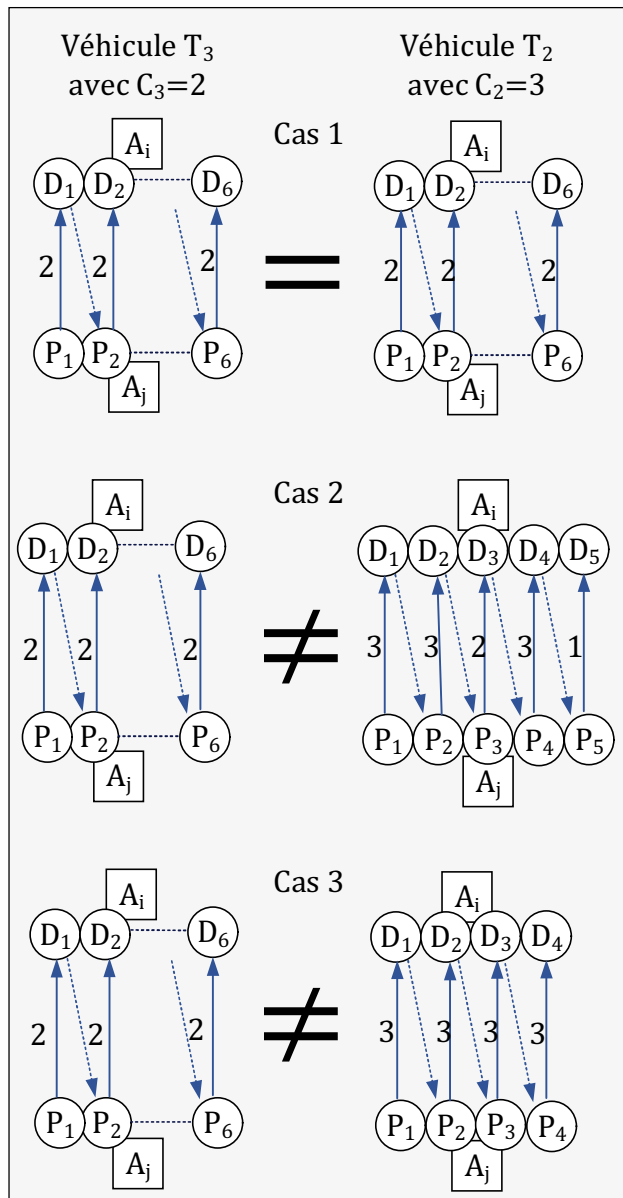 Véhicule T₃ avec C₃=2
Véhicule T₂ avec C₂=3
Cas 1
Aᵢ
Aᵢ
D₁ D₂ D₆
D₁ D₂ D₆
2 2 2
=
2 2 2
P₁ P₂ P₆
P₁ P₂ P₆
Aⱼ
Aⱼ
Cas 2
Aᵢ
Aᵢ
D₁ D₂ D₆
D₁ D₂ D₃ D₄ D₅
2 2 2
≠
3 3 2 3 1
P₁ P₂ P₆
P₁ P₂ P₃ P₄ P₅
Aⱼ
Aⱼ
Cas 3
Aᵢ
Aᵢ
D₁ D₂ D₆
D₁ D₂ D₃ D₄
2 2 2
≠
3 3 3 3
P₁ P₂ P₆
P₁ P₂ P₃ P₄
Aⱼ
Aⱼ